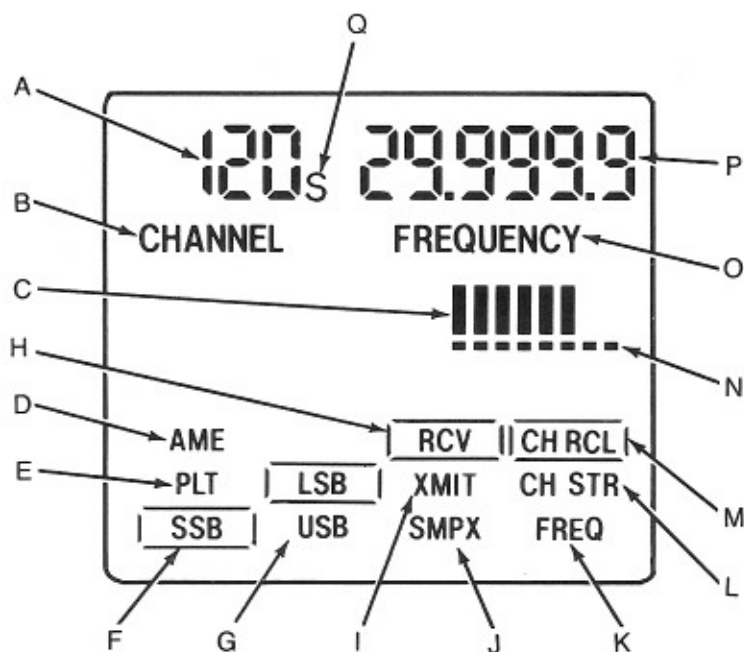 Q
A
120S 29.999.9
P
B
CHANNEL FREQUENCY
O
C
H
N
D
AME RCV CH RCL
E
PLT LSB XMIT CH STR
M
SSB USB SMPX FREQ
L
F G I J K